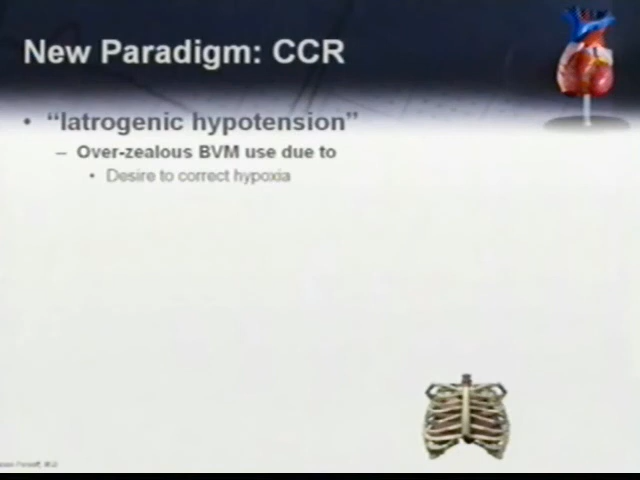 New Paradigm: CCR
• “Iatrogenic hypotension”
– Over-zealous BVM use due to
• Desire to correct hypoxia